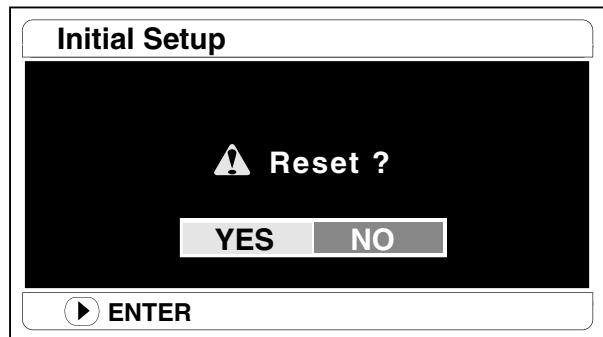 Initial Setup
Reset ?
YES NO
ENTER